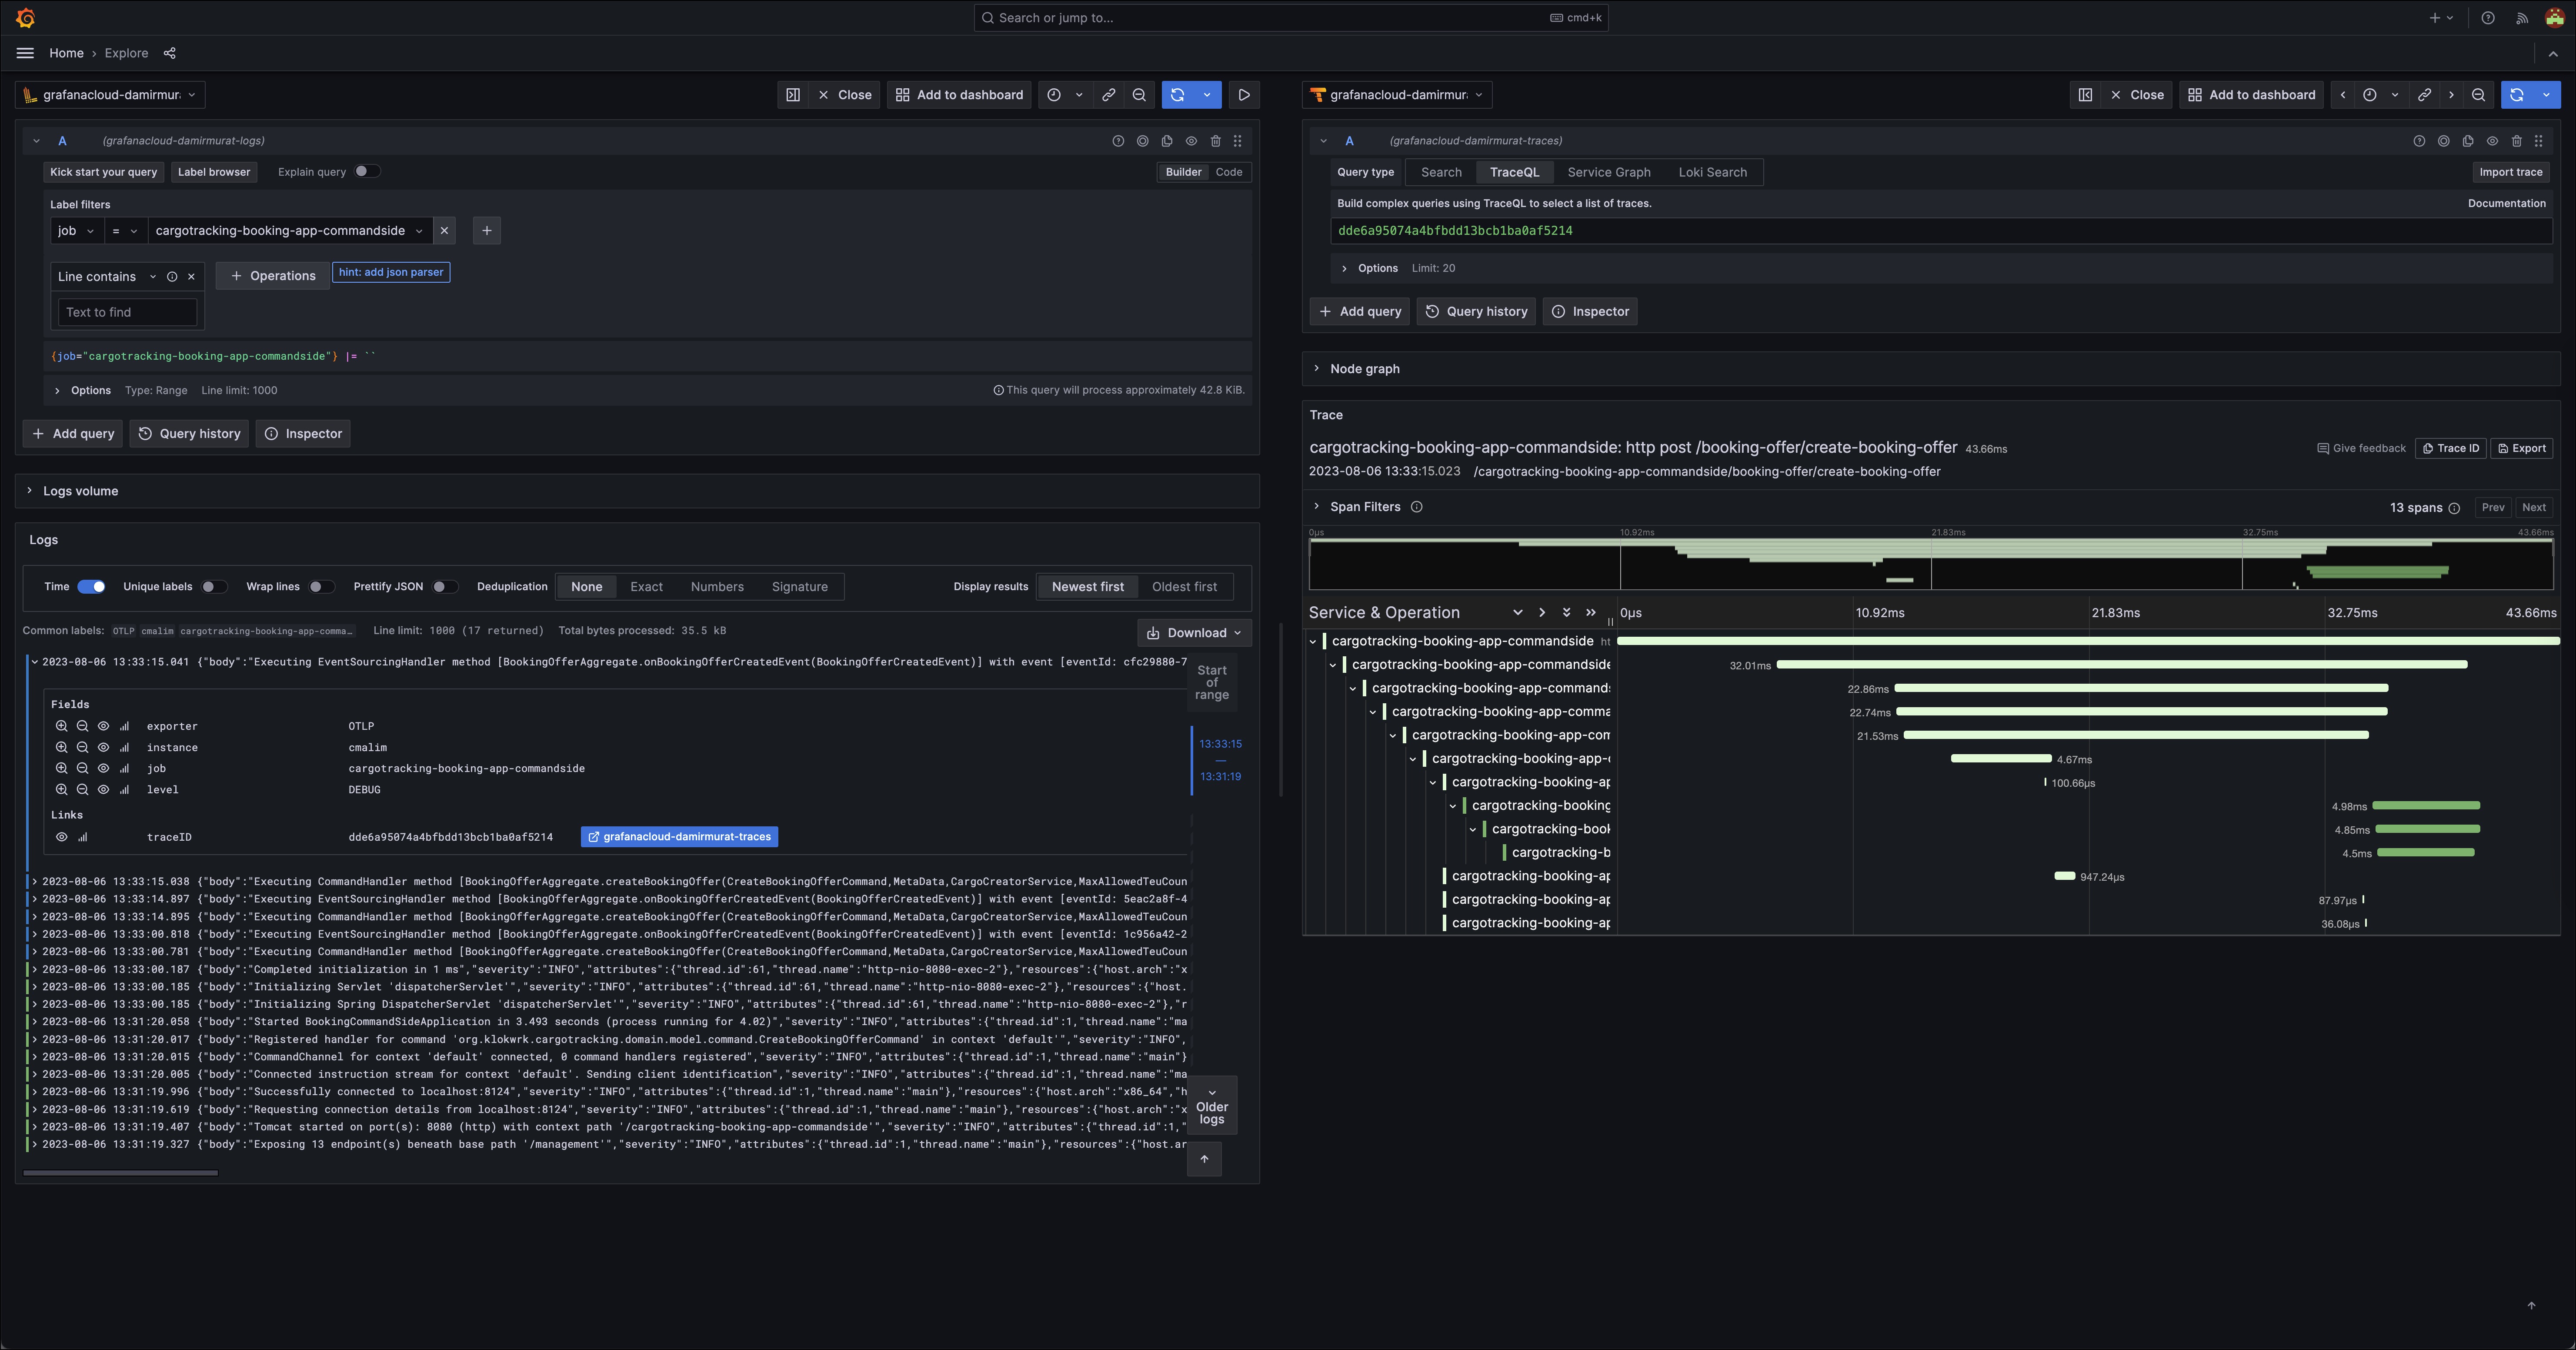 Search or jump to...
cmd+k
Home › Explore
grafanacloud-damirmur
Close
Add to dashboard
A (grafanacloud-damirmurat-logs)
Kick start your query
Label browser
Explain query
Builder
Code
Label filters
job
=
cargotracking-booking-app-commandside
Line contains
Operations
hint: add json parser
Text to find
{job="cargotracking-booking-app-commandside"} |= ``
Options Type: Range Line limit: 1000
This query will process approximately 42.8 KiB.
Add query
Query history
Inspector
Logs volume
Logs
Time
Unique labels
Wrap lines
Prettify JSON
Deduplication
None
Exact
Numbers
Signature
Display results
Newest first
Oldest first
Common labels: OTLP cmalim cargotracking-booking-app-comma… Line limit: 1000 (17 returned) Total bytes processed: 35.5 kB
Download
2023-08-06 13:33:15.041 {"body":"Executing EventSourcingHandler method [BookingOfferAggregate.onBookingOfferCreatedEvent(BookingOfferCreatedEvent)] with event [eventId: cfc29880-7
Fields
exporter OTLP
instance cmalim
job cargotracking-booking-app-commandside
level DEBUG
Links
traceID dde6a95074a4bfbdd13bcb1ba0af5214 grafanacloud-damirmurat-traces
2023-08-06 13:33:15.038 {"body":"Executing CommandHandler method [BookingOfferAggregate.createBookingOffer(CreateBookingOfferCommand,MetaData,CargoCreatorService,MaxAllowedTeuCoun
2023-08-06 13:33:14.897 {"body":"Executing EventSourcingHandler method [BookingOfferAggregate.onBookingOfferCreatedEvent(BookingOfferCreatedEvent)] with event [eventId: 5eac2a8f-4
2023-08-06 13:33:14.895 {"body":"Executing CommandHandler method [BookingOfferAggregate.createBookingOffer(CreateBookingOfferCommand,MetaData,CargoCreatorService,MaxAllowedTeuCoun
2023-08-06 13:33:00.818 {"body":"Executing EventSourcingHandler method [BookingOfferAggregate.onBookingOfferCreatedEvent(BookingOfferCreatedEvent)] with event [eventId: 1c956a42-2
2023-08-06 13:33:00.781 {"body":"Executing CommandHandler method [BookingOfferAggregate.createBookingOffer(CreateBookingOfferCommand,MetaData,CargoCreatorService,MaxAllowedTeuCoun
2023-08-06 13:33:00.187 {"body":"Completed initialization in 1 ms","severity":"INFO","attributes":{"thread.id":61,"thread.name":"http-nio-8080-exec-2"},"resources":{"host.arch":"x
2023-08-06 13:33:00.185 {"body":"Initializing Servlet 'dispatcherServlet'","severity":"INFO","attributes":{"thread.id":61,"thread.name":"http-nio-8080-exec-2"},"resources":{"host.
2023-08-06 13:33:00.185 {"body":"Initializing Spring DispatcherServlet 'dispatcherServlet'","severity":"INFO","attributes":{"thread.id":61,"thread.name":"http-nio-8080-exec-2"},"r
2023-08-06 13:31:20.058 {"body":"Started BookingCommandSideApplication in 3.493 seconds (process running for 4.02)","severity":"INFO","attributes":{"thread.id":1,"thread.name":"ma
2023-08-06 13:31:20.017 {"body":"Registered handler for command 'org.klokwrk.cargotracking.domain.model.command.CreateBookingOfferCommand' in context 'default'","severity":"INFO",
2023-08-06 13:31:20.015 {"body":"CommandChannel for context 'default' connected, 0 command handlers registered","severity":"INFO","attributes":{"thread.id":1,"thread.name":"main"}
2023-08-06 13:31:20.005 {"body":"Connected instruction stream for context 'default'. Sending client identification","severity":"INFO","attributes":{"thread.id":1,"thread.name":"ma
2023-08-06 13:31:19.996 {"body":"Successfully connected to localhost:8124","severity":"INFO","attributes":{"thread.id":1,"thread.name":"main"},"resources":{"host.arch":"x86_64","h
2023-08-06 13:31:19.619 {"body":"Requesting connection details from localhost:8124","severity":"INFO","attributes":{"thread.id":1,"thread.name":"main"},"resources":{"host.arch":"x
2023-08-06 13:31:19.407 {"body":"Tomcat started on port(s): 8080 (http) with context path '/cargotracking-booking-app-commandside'","severity":"INFO","attributes":{"thread.id":1,"
2023-08-06 13:31:19.327 {"body":"Exposing 13 endpoint(s) beneath base path '/management'","severity":"INFO","attributes":{"thread.id":1,"thread.name":"main"},"resources":{"host.ar
Start
of
range
13:33:15
—
13:31:19
Older
logs
grafanacloud-damirmur
Close
Add to dashboard
A (grafanacloud-damirmurat-traces)
Query type
Search
TraceQL
Service Graph
Loki Search
Import trace
Build complex queries using TraceQL to select a list of traces.
Documentation
dde6a95074a4bfbdd13bcb1ba0af5214
Options Limit: 20
Add query
Query history
Inspector
Node graph
Trace
cargotracking-booking-app-commandside: http post /booking-offer/create-booking-offer 43.66ms
Give feedback
Trace ID
Export
2023-08-06 13:33:15.023 /cargotracking-booking-app-commandside/booking-offer/create-booking-offer
Span Filters
13 spans
Prev
Next
0µs 10.92ms 21.83ms 32.75ms 43.66ms
Service & Operation 0µs 10.92ms 21.83ms 32.75ms 43.66ms
cargotracking-booking-app-commandside ht
cargotracking-booking-app-commandside 32.01ms
cargotracking-booking-app-commands 22.86ms
cargotracking-booking-app-comma 22.74ms
cargotracking-booking-app-com 21.53ms
cargotracking-booking-app-c 4.67ms
cargotracking-booking-ap 100.66µs
cargotracking-booking 4.98ms
cargotracking-book 4.85ms
cargotracking-b 4.5ms
cargotracking-booking-ap 947.24µs
cargotracking-booking-ap 87.97µs
cargotracking-booking-ap 36.08µs